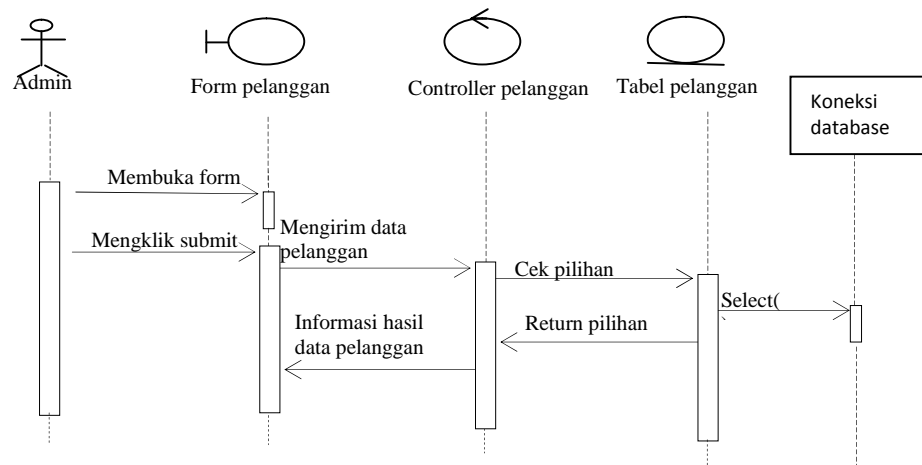 Admin
Form pelanggan
Controller pelanggan
Tabel pelanggan
Koneksi
database
Membuka form
Mengklik submit
Mengirim data
pelanggan
Cek pilihan
Select(
Informasi hasil
data pelanggan
Return pilihan